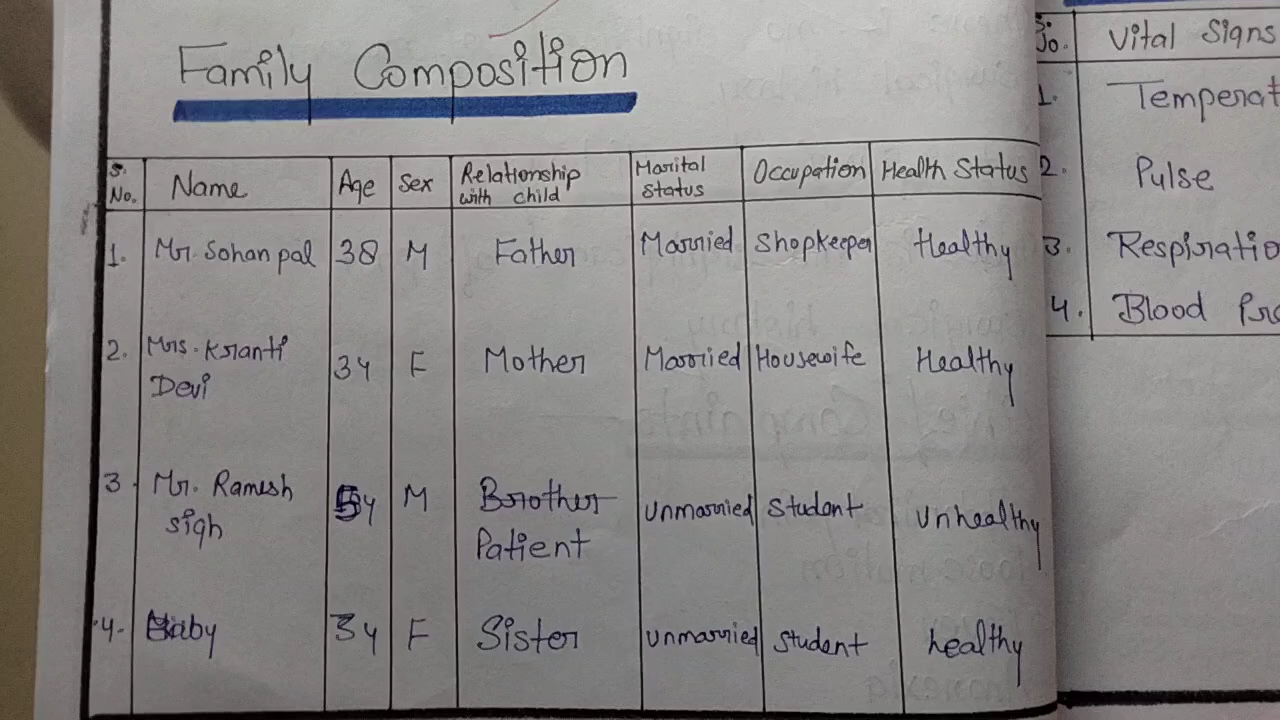 Family Composition
S. No. Name Age Sex Relationship with child Marital Status Occupation Health Status
1. Mr. Sohan pal 38 M Father Married Shopkeeper Healthy
2. Mrs. Kranti Devi 34 F Mother Married Housewife Healthy
3. Mr. Ramesh sigh 5y M Brother Patient Unmarried Student Unhealthy
4. 3y F Sister Unmarried Student healthy
S. No. Vital Signs
1. Temperat
2. Pulse
3. Respiratio
4. Blood Pre